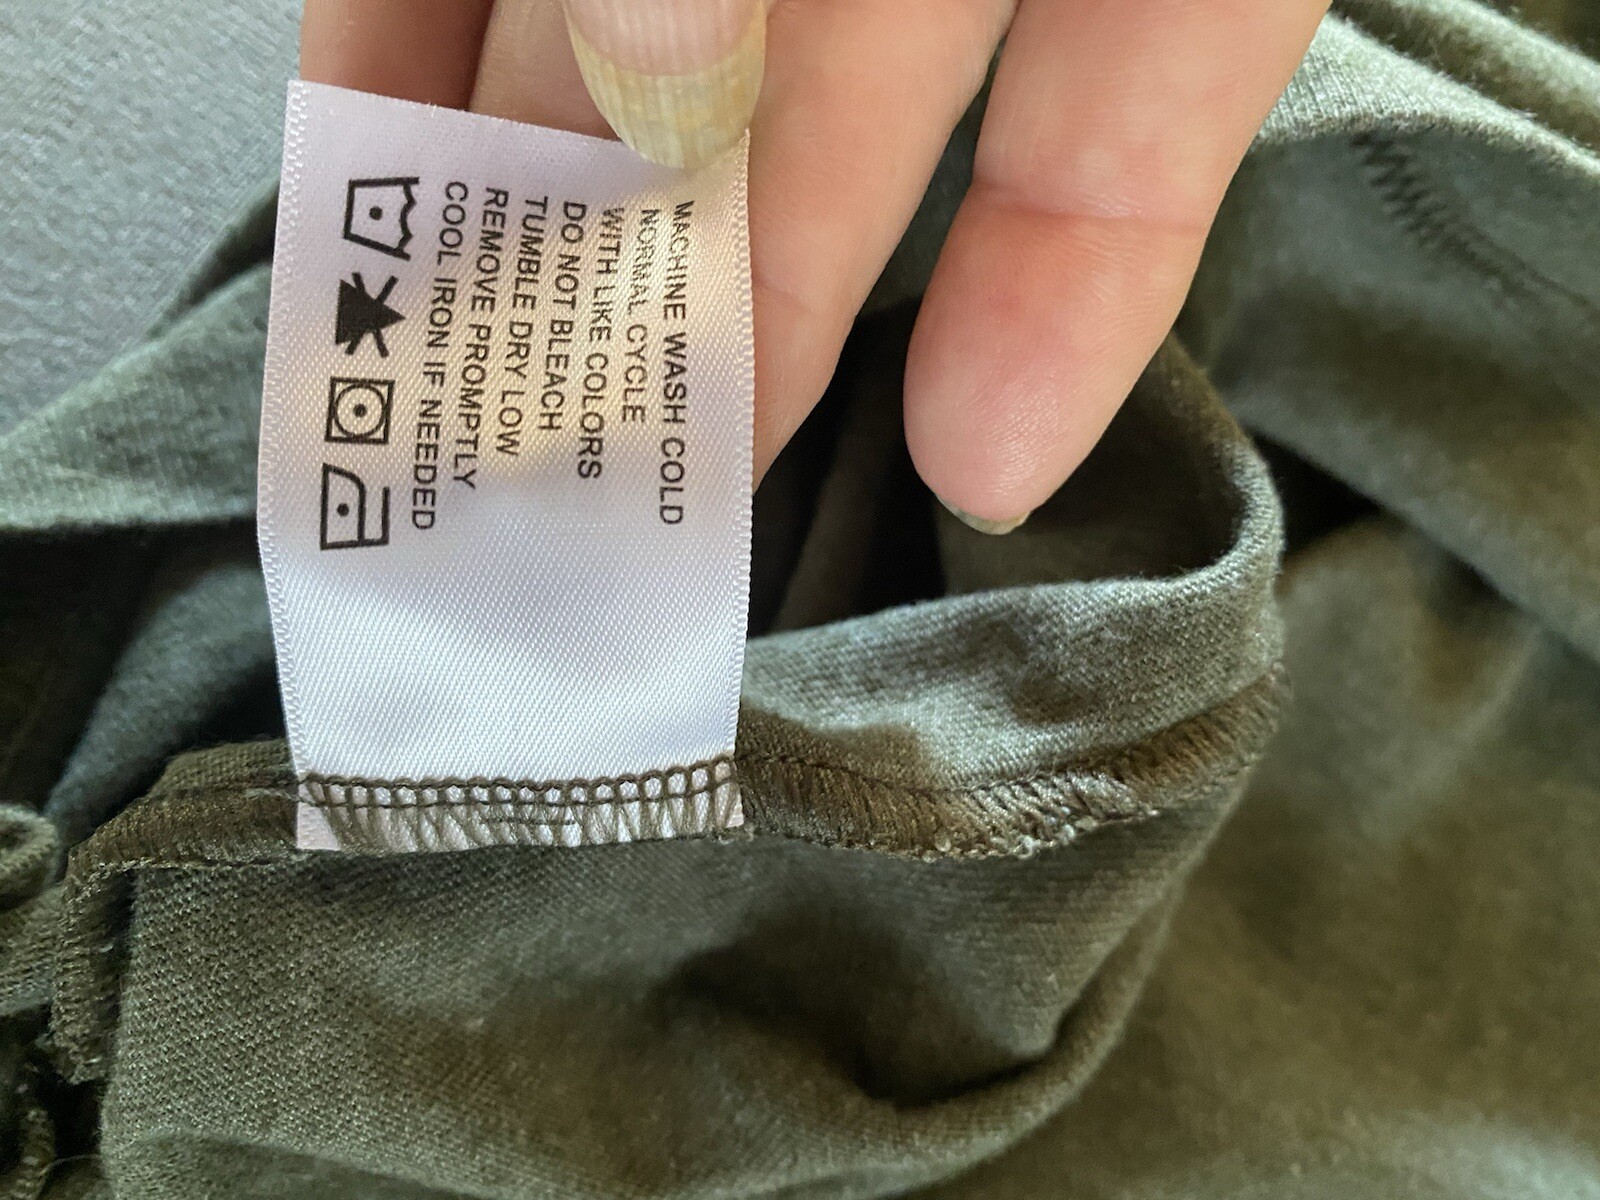 MACHINE WASH COLD
NORMAL CYCLE
WITH LIKE COLORS
DO NOT BLEACH
TUMBLE DRY LOW
REMOVE PROMPTLY
COOL IRON IF NEEDED